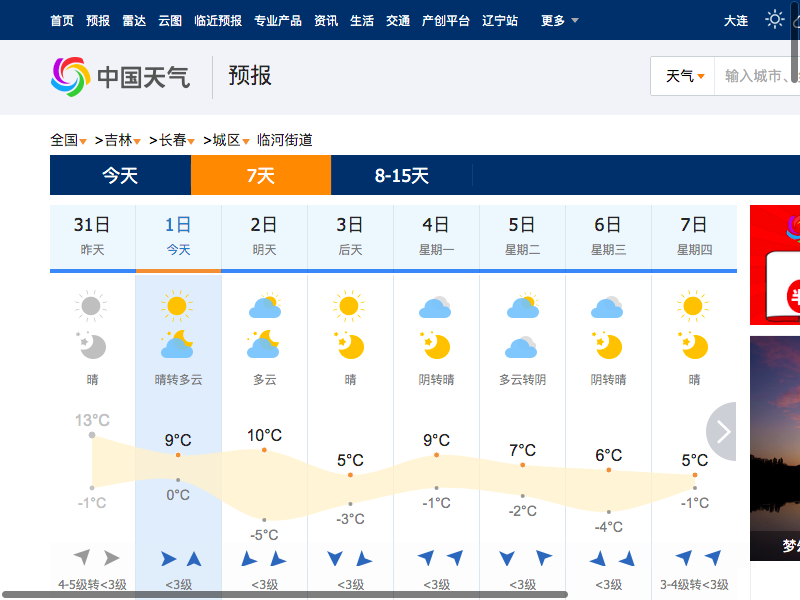 首页 预报 雷达 云图 临近预报 专业产品 资讯 生活 交通 产创平台 辽宁站 更多 大连
中国天气 预报 天气 输入城市、
全国 >吉林 >长春 >城区 临河街道
今天 7天 8-15天
31日 1日 2日 3日 4日 5日 6日 7日
昨天 今天 明天 后天 星期一 星期二 星期三 星期四
晴 晴转多云 多云 晴 阴转晴 多云转阴 阴转晴 晴
13°C 9°C 10°C 5°C 9°C 7°C 6°C 5°C
-1°C 0°C -5°C -3°C -1°C -2°C -4°C -1°C
4-5级转<3级 <3级 <3级 <3级 <3级 <3级 <3级 3-4级转<3级